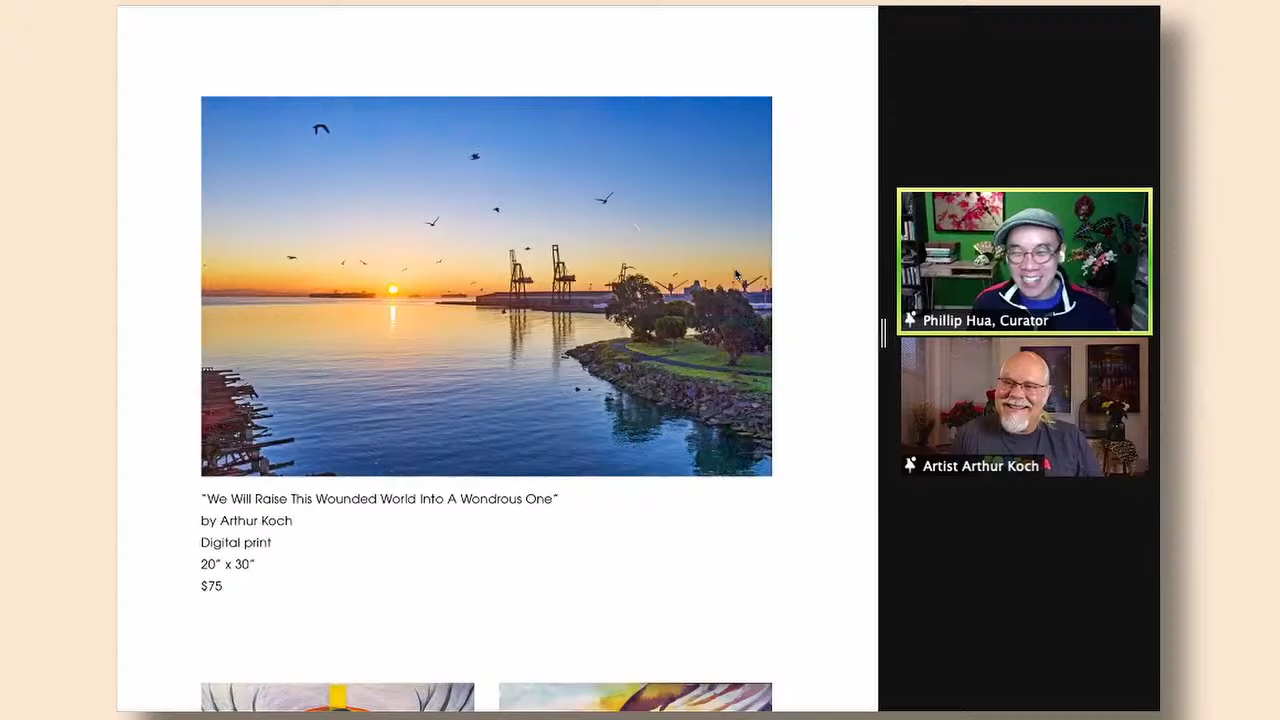 “We Will Raise This Wounded World Into A Wondrous One”
by Arthur Koch
Digital print
20” x 30”
$75
Phillip Hua, Curator
Artist Arthur Koch